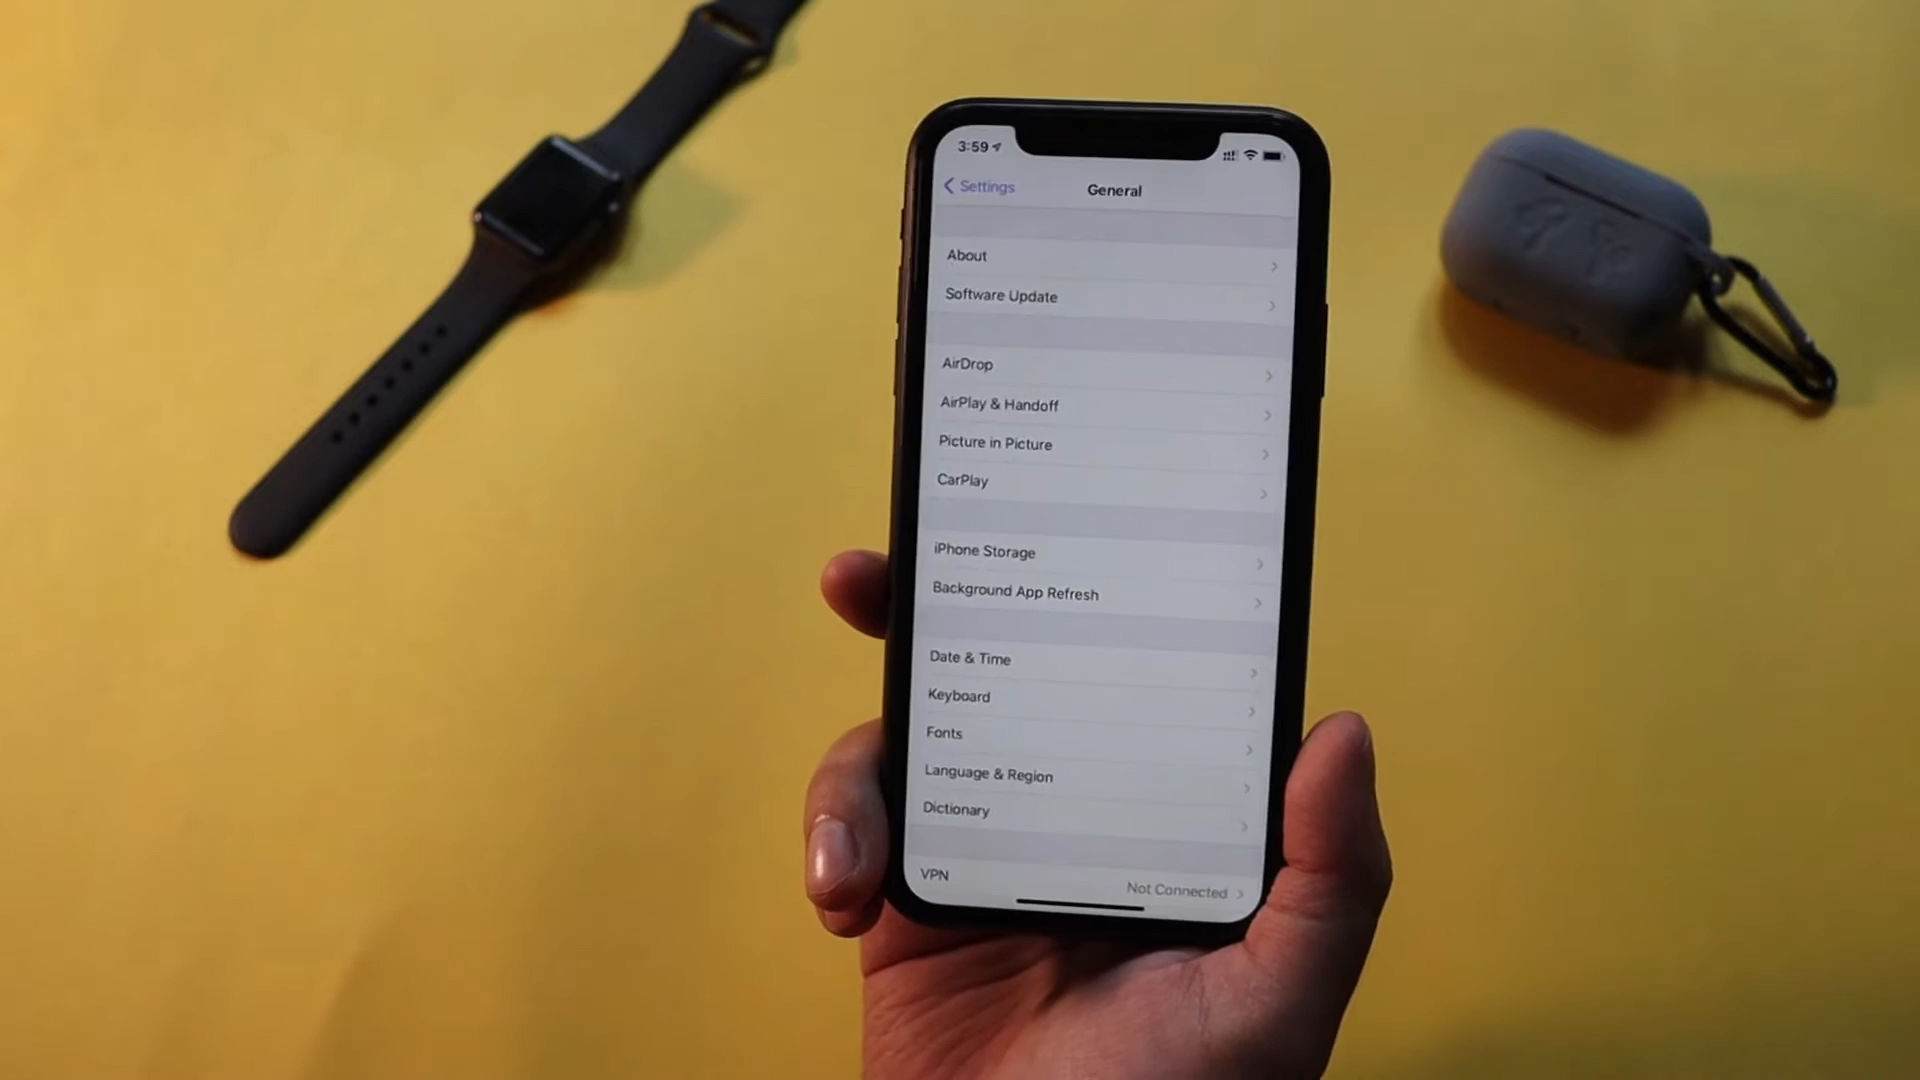 3:59
Settings
General
About
Software Update
AirDrop
AirPlay & Handoff
Picture in Picture
CarPlay
iPhone Storage
Background App Refresh
Date & Time
Keyboard
Fonts
Language & Region
Dictionary
VPN Not Connected